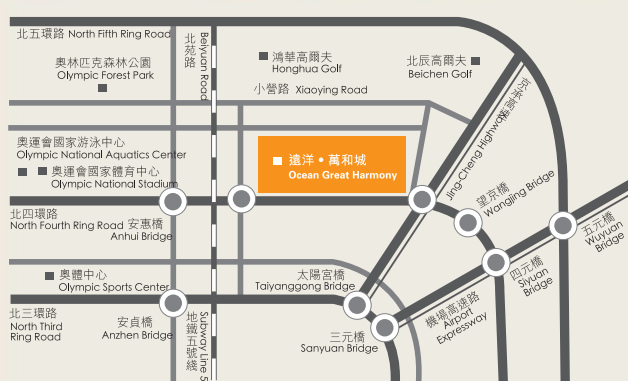 北五環路 North Fifth Ring Road
北苑路
Beiyuan Road
奧林匹克森林公園
Olympic Forest Park
鴻華高爾夫
Honghua Golf
北辰高爾夫
Beichen Golf
小營路 Xiaoying Road
京承高速
Jing-Cheng Highway
奧運會國家游泳中心
Olympic National Aquatics Center
奧運會國家體育中心
Olympic National Stadium
遠洋•萬和城
Ocean Great Harmony
北四環路
North Fourth Ring Road
安惠橋
Anhui Bridge
望京橋
Wangjing Bridge
五元橋
Wuyuan
Bridge
四元橋
Siyuan
Bridge
奧體中心
Olympic Sports Center
太陽宮橋
Taiyanggong Bridge
機場高速路
Airport
Expressway
北三環路
North Third
Ring Road
安貞橋
Anzhen Bridge
地鐵五號綫
Subway Line 5
三元橋
Sanyuan Bridge